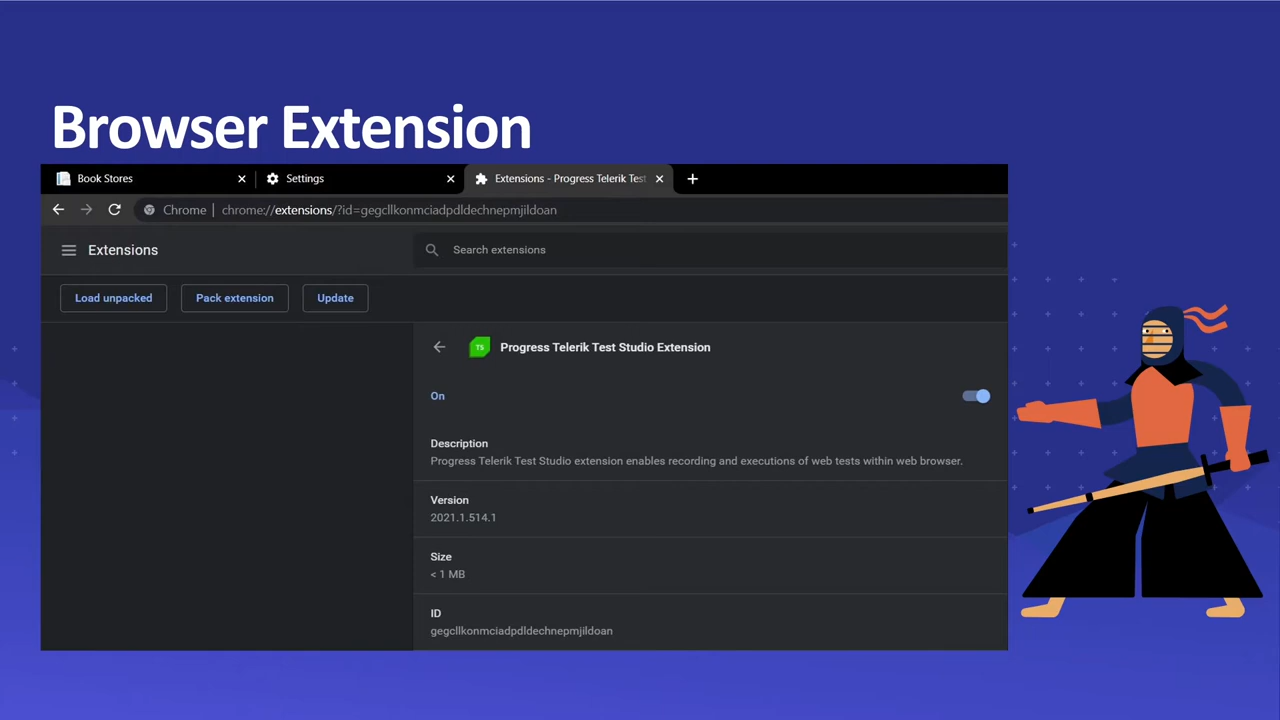 Browser Extension
Book Stores
Settings
Extensions - Progress Telerik Test
Chrome | chrome://extensions/?id=gegcllkonmciadpdldechnepmjildoan
Extensions
Search extensions
Load unpacked
Pack extension
Update
TS
Progress Telerik Test Studio Extension
On
Description
Progress Telerik Test Studio extension enables recording and executions of web tests within web browser.
Version
2021.1.514.1
Size
< 1 MB
ID
gegcllkonmciadpdldechnepmjildoan